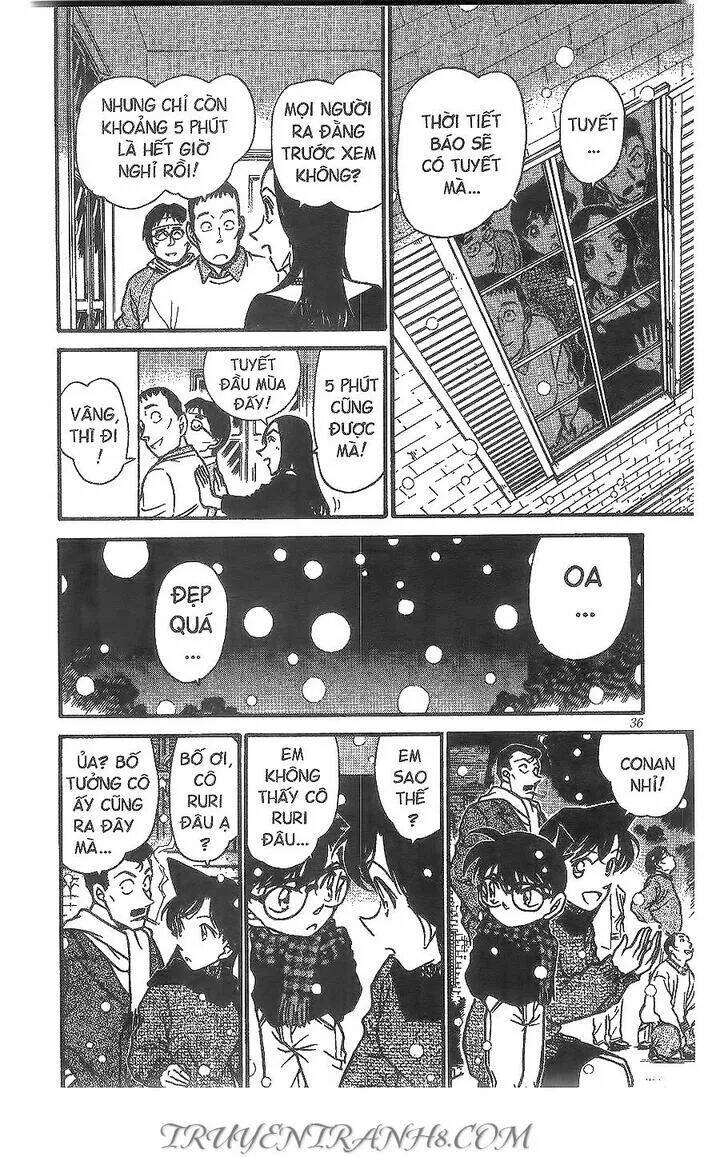 TUYẾT
...
THỜI TIẾT
BÁO SẼ
CÓ TUYẾT
MÀ...
MỌI NGƯỜI
RA ĐẰNG
TRƯỚC XEM
KHÔNG?
NHƯNG CHỈ CÒN
KHOẢNG 5 PHÚT
LÀ HẾT GIỜ
NGHỈ RỒI!
5 PHÚT
CŨNG
ĐƯỢC
MÀ!
TUYẾT
ĐẦU MÙA
ĐẤY!
VÂNG,
THÌ ĐI
!
OA
...
ĐẸP
QUÁ
...
36
CONAN
NHỈ!
EM
SAO
THẾ
?
EM
KHÔNG
THẤY CÔ
RURI
ĐÂU...
BỐ ƠI,
CÔ
RURI
ĐÂU Ạ
?
ỦA? BỐ
TƯỞNG CÔ
ẤY CŨNG
RA ĐÂY
MÀ...
TRUYENTRANH8.COM